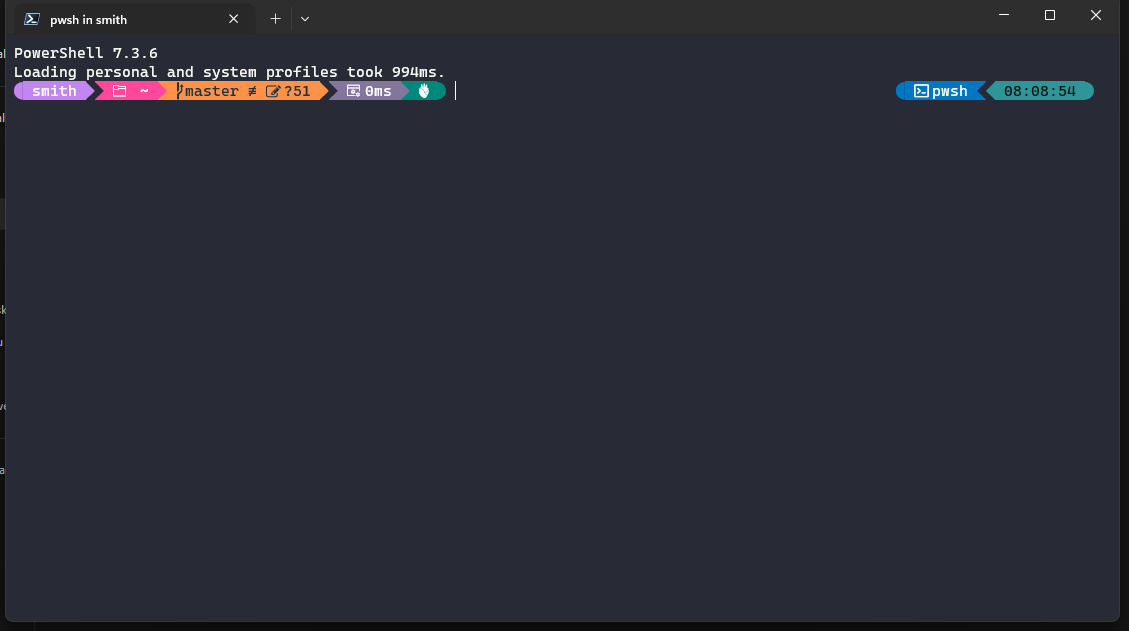 pwsh in smith
PowerShell 7.3.6
Loading personal and system profiles took 994ms.
smith ~ master ≢ ?51 0ms pwsh 08:08:54